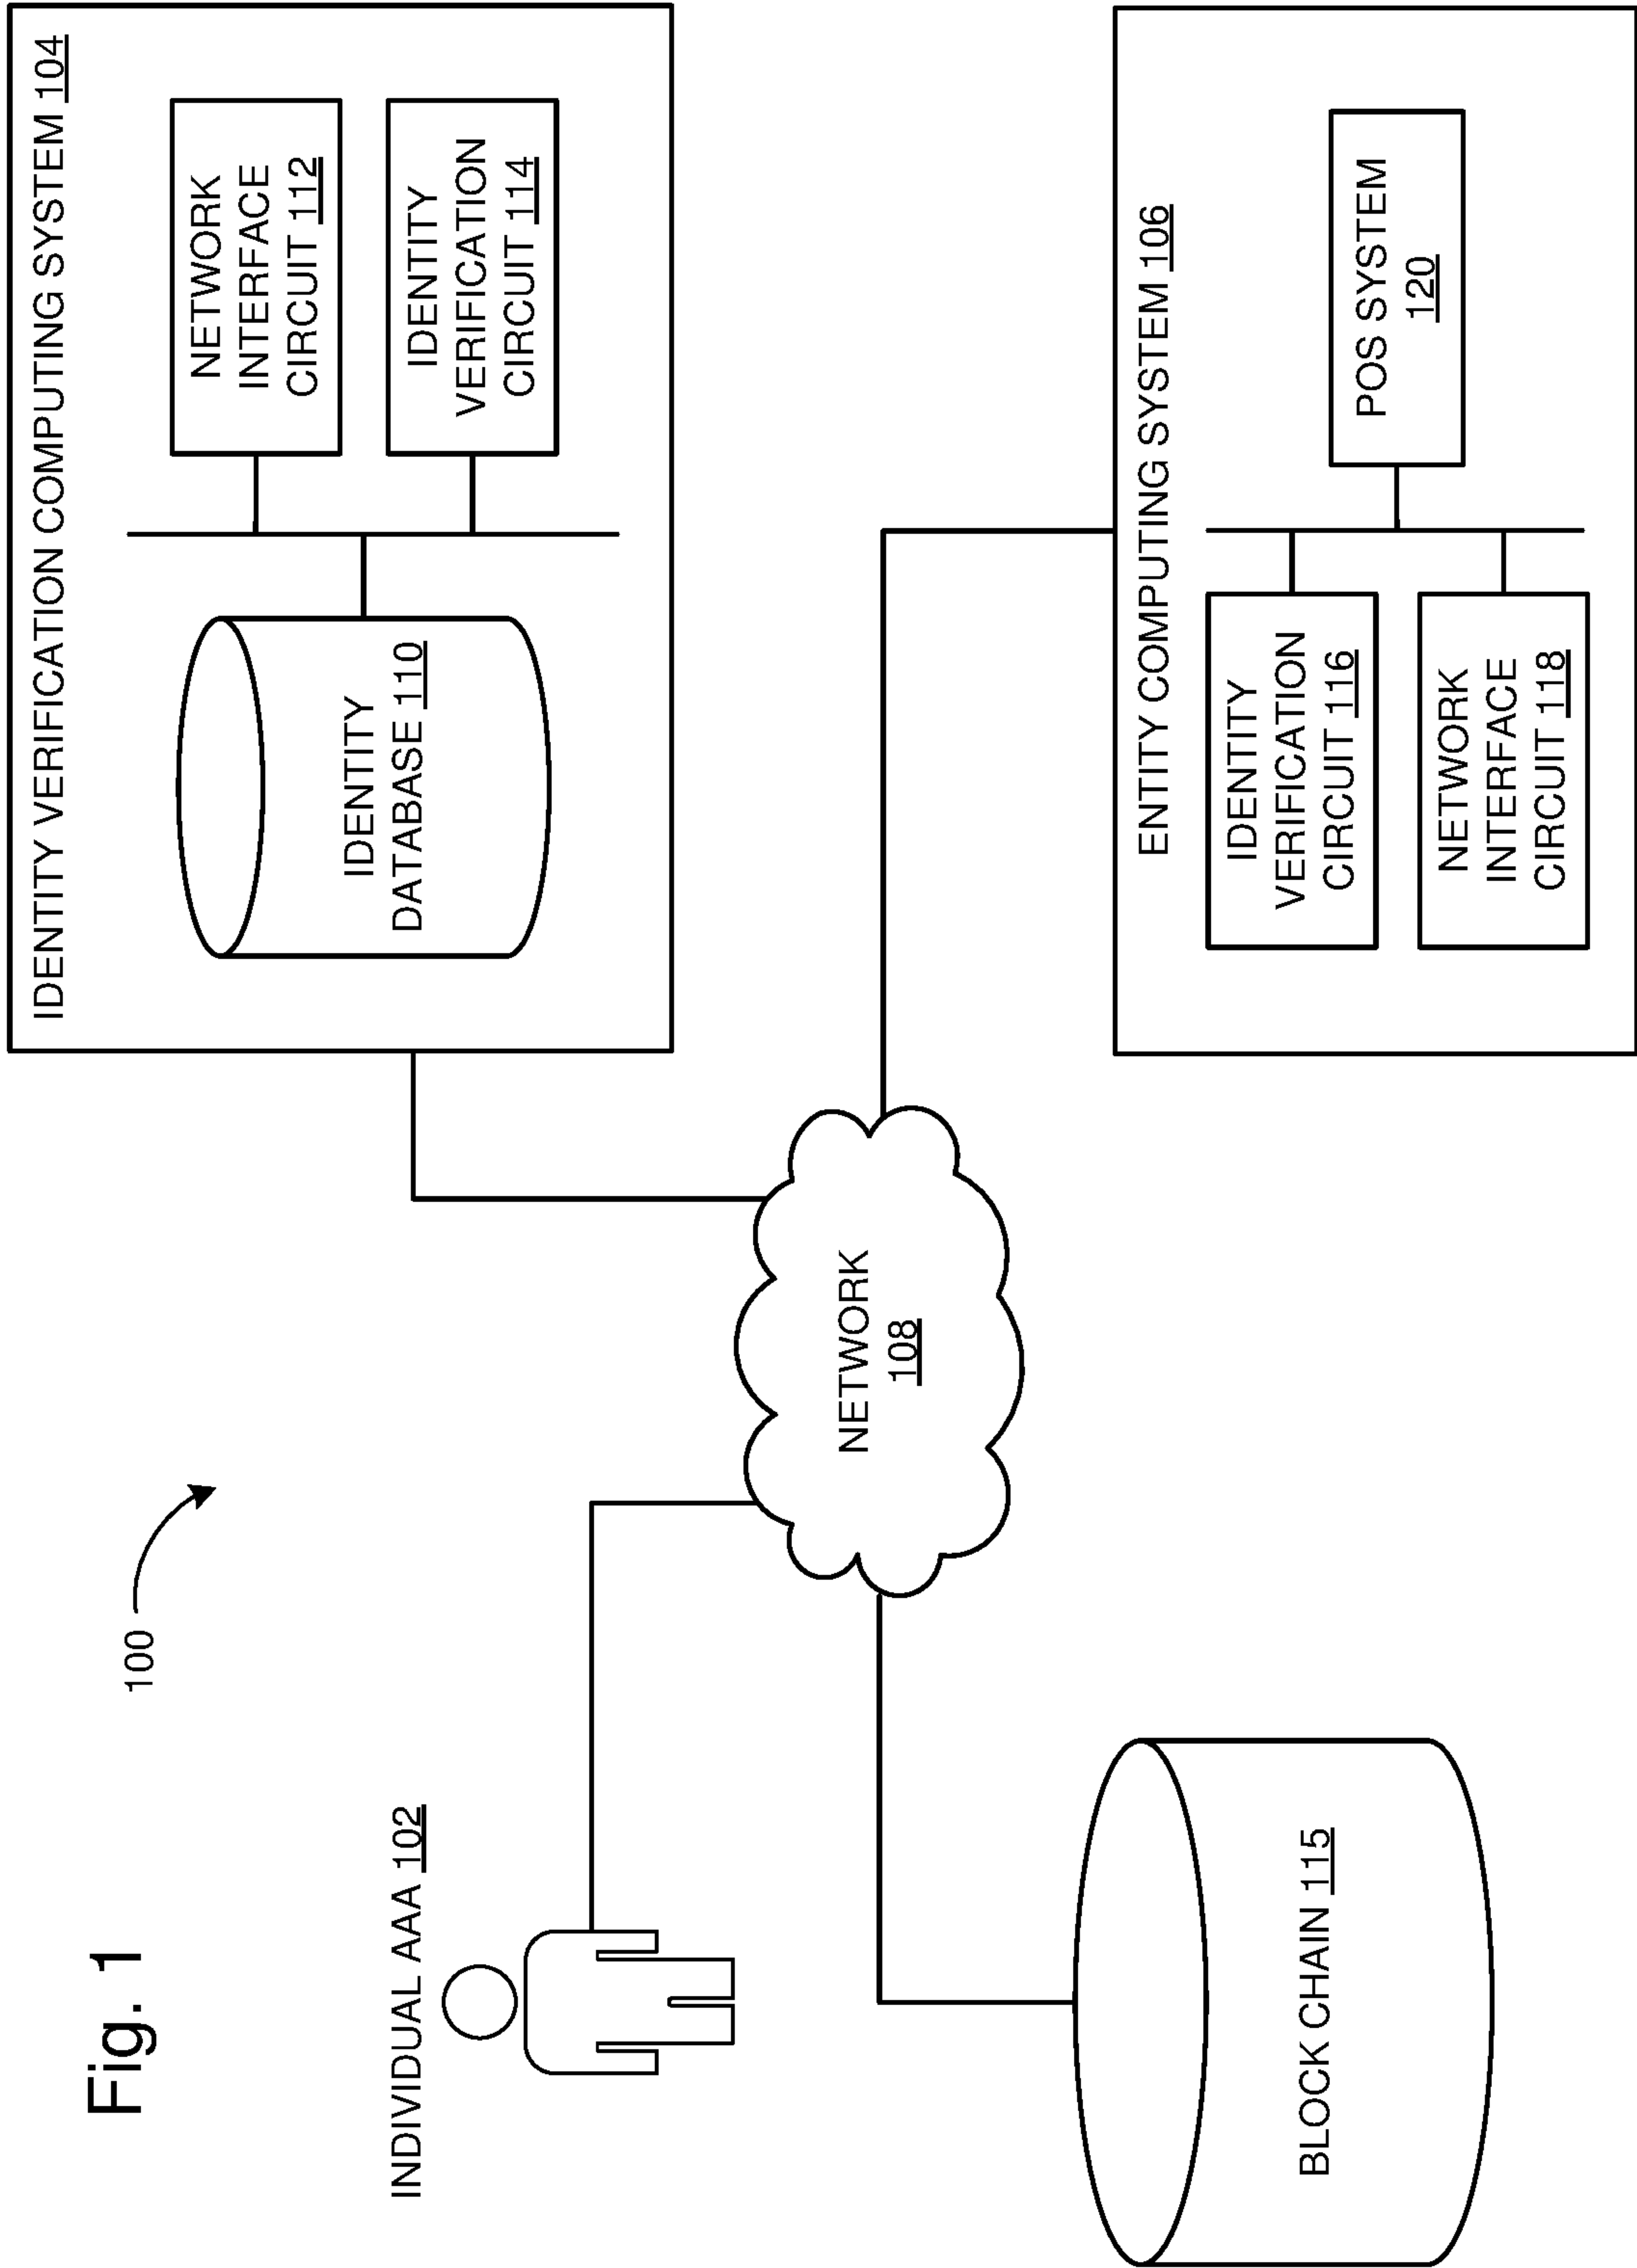 Fig. 1
100
INDIVIDUAL AAA 102
IDENTITY VERIFICATION COMPUTING SYSTEM 104
IDENTITY
DATABASE 110
NETWORK
INTERFACE
CIRCUIT 112
IDENTITY
VERIFICATION
CIRCUIT 114
NETWORK
108
BLOCK CHAIN 115
ENTITY COMPUTING SYSTEM 106
IDENTITY
VERIFICATION
CIRCUIT 116
NETWORK
INTERFACE
CIRCUIT 118
POS SYSTEM
120